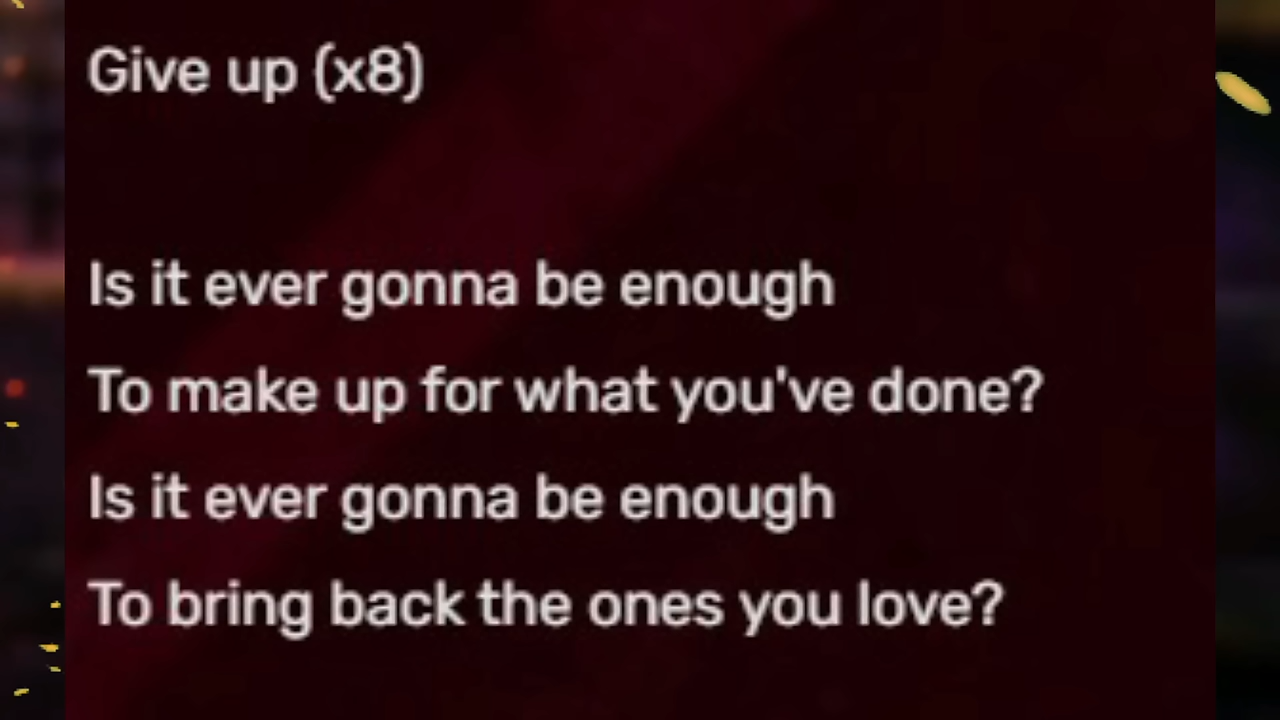 Give up (x8)
Is it ever gonna be enough
To make up for what you've done?
Is it ever gonna be enough
To bring back the ones you love?